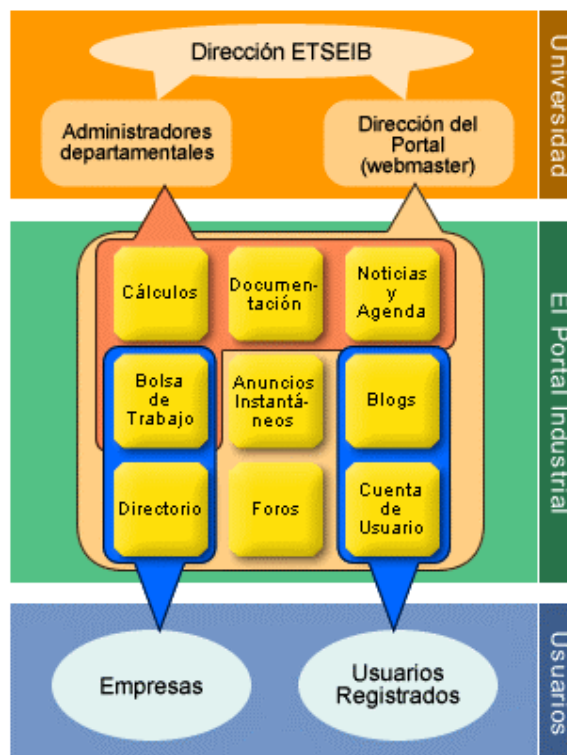 Dirección ETSEIB
Universidad
Administradores
departamentales
Dirección del
Portal
(webmaster)
El Portal Industrial
Cálculos
Documen-
tación
Noticias
y
Agenda
Bolsa
de
Trabajo
Anuncios
Instantá-
neos
Blogs
Directorio
Foros
Cuenta
de
Usuario
Usuarios
Empresas
Usuarios
Registrados